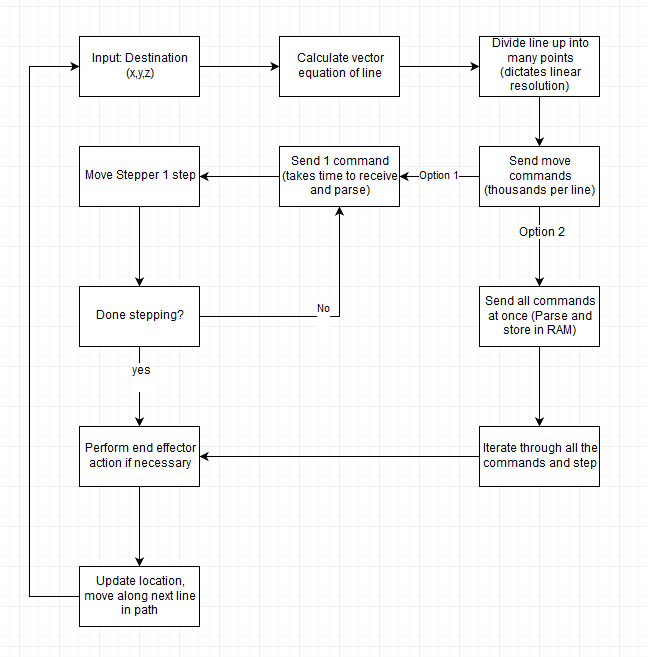 Input: Destination
(x,y,z)
Calculate vector
equation of line
Divide line up into
many points
(dictates linear
resolution)
Move Stepper 1 step
Send 1 command
(takes time to receive
and parse)
Option 1
Send move
commands
(thousands per line)
Option 2
Done stepping?
No
Send all commands
at once (Parse and
store in RAM)
yes
Perform end effector
action if necessary
Iterate through all the
commands and step
Update location,
move along next line
in path